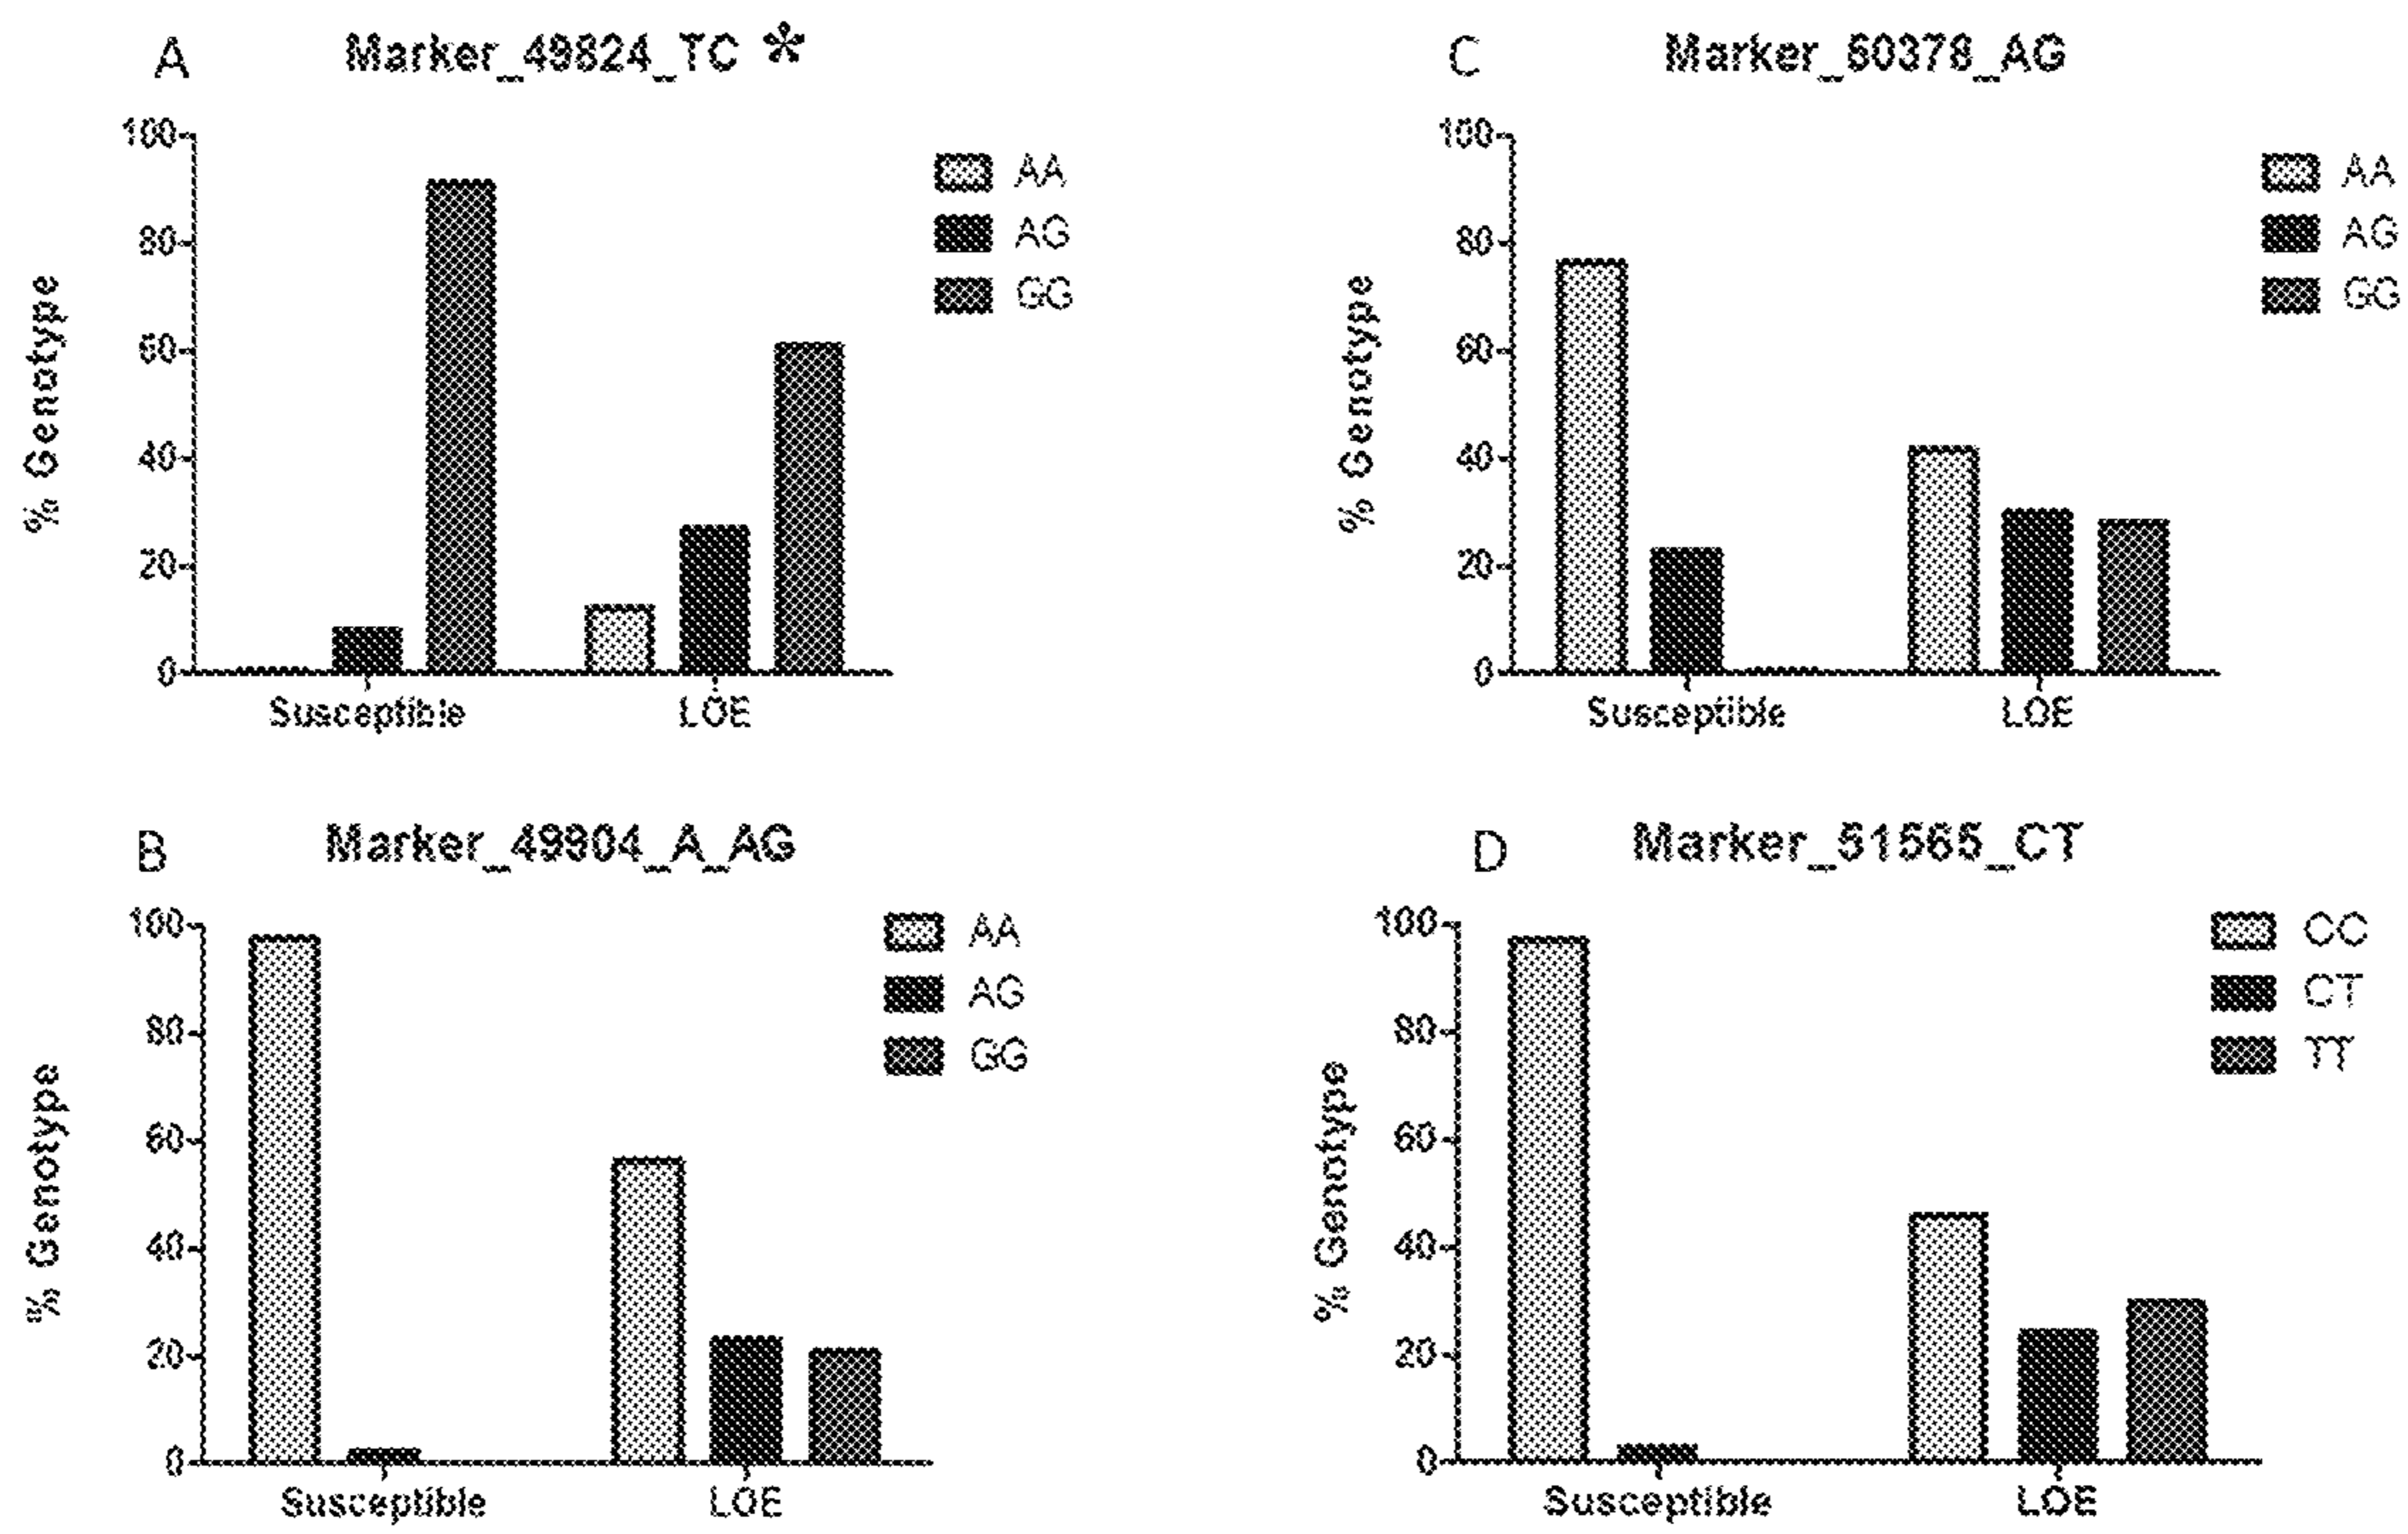 A Marker_49824_TC *
100
80
60
40
20
0
% Genotype
AA
AG
GG
Susceptible LOE
C Marker_60378_AG
100
80
60
40
20
0
% Genotype
AA
AG
GG
Susceptible LOE
B Marker_49904_A_AG
100
80
60
40
20
0
% Genotype
AA
AG
GG
Susceptible LOE
D Marker_51565_CT
100
80
60
40
20
0
% Genotype
CC
CT
TT
Susceptible LOE